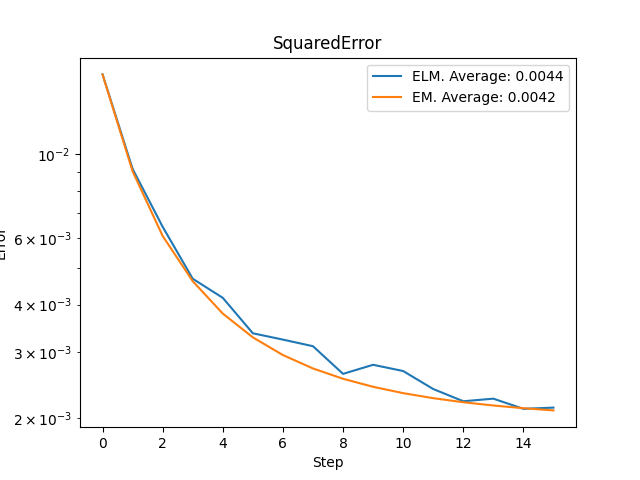 SquaredError
ELM. Average: 0.0044
EM. Average: 0.0042
10⁻²
6 × 10⁻³
4 × 10⁻³
3 × 10⁻³
2 × 10⁻³
Error
0 2 4 6 8 10 12 14
Step